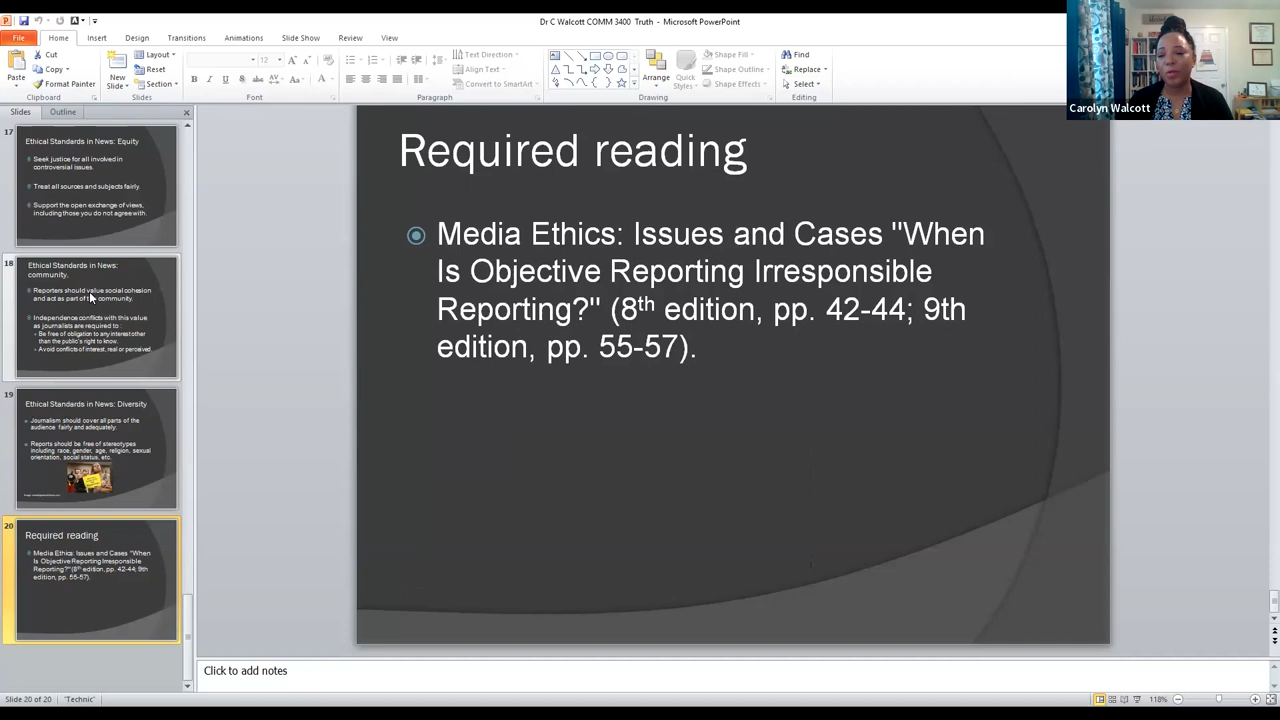 Dr C Walcott COMM 3400 Truth - Microsoft PowerPoint
File
Home
Insert
Design
Transitions
Animations
Slide Show
Review
View
Paste
Cut
Copy
Format Painter
Clipboard
New
Slide
Layout
Reset
Section
Slides
12
Font
Text Direction
Align Text
Convert to SmartArt
Paragraph
Arrange
Quick
Styles
Shape Fill
Shape Outline
Shape Effects
Drawing
Find
Replace
Select
Editing
Carolyn Walcott
Slides
Outline
17
Ethical Standards in News: Equity
Seek justice for all involved in
controversial issues.
Treat all sources and subjects fairly.
Support the open exchange of views,
including those you do not agree with.
18
Ethical Standards in News:
community.
Reporters should value social cohesion
and act as part of the community.
Independence conflicts with this value
as journalists are required to :
Be free of obligation to any interest other
than the public's right to know.
Avoid conflicts of interest, real or perceived.
19
Ethical Standards in News: Diversity
Journalism should cover all parts of the
audience fairly and adequately.
Reports should be free of stereotypes
including race, gender, age, religion, sexual
orientation, social status, etc.
20
Required reading
Media Ethics: Issues and Cases "When
Is Objective Reporting Irresponsible
Reporting?" (8th edition, pp. 42-44; 9th
edition, pp. 55-57).
Required reading
Media Ethics: Issues and Cases "When
Is Objective Reporting Irresponsible
Reporting?" (8th edition, pp. 42-44; 9th
edition, pp. 55-57).
Click to add notes
Slide 20 of 20
"Technic"
118%